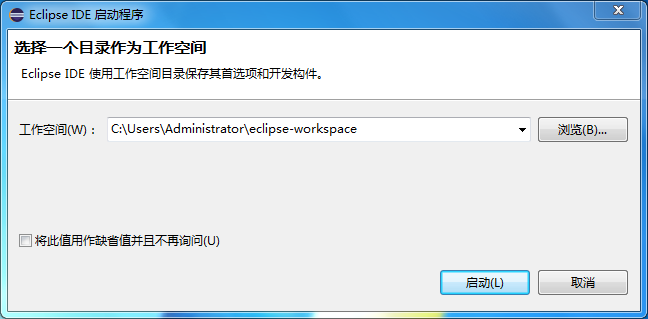 Eclipse IDE 启动程序
选择一个目录作为工作空间
Eclipse IDE 使用工作空间目录保存其首选项和开发构件。
工作空间(W)： C:\Users\Administrator\eclipse-workspace 浏览(B)...
将此值用作缺省值并且不再询问(U)
启动(L) 取消